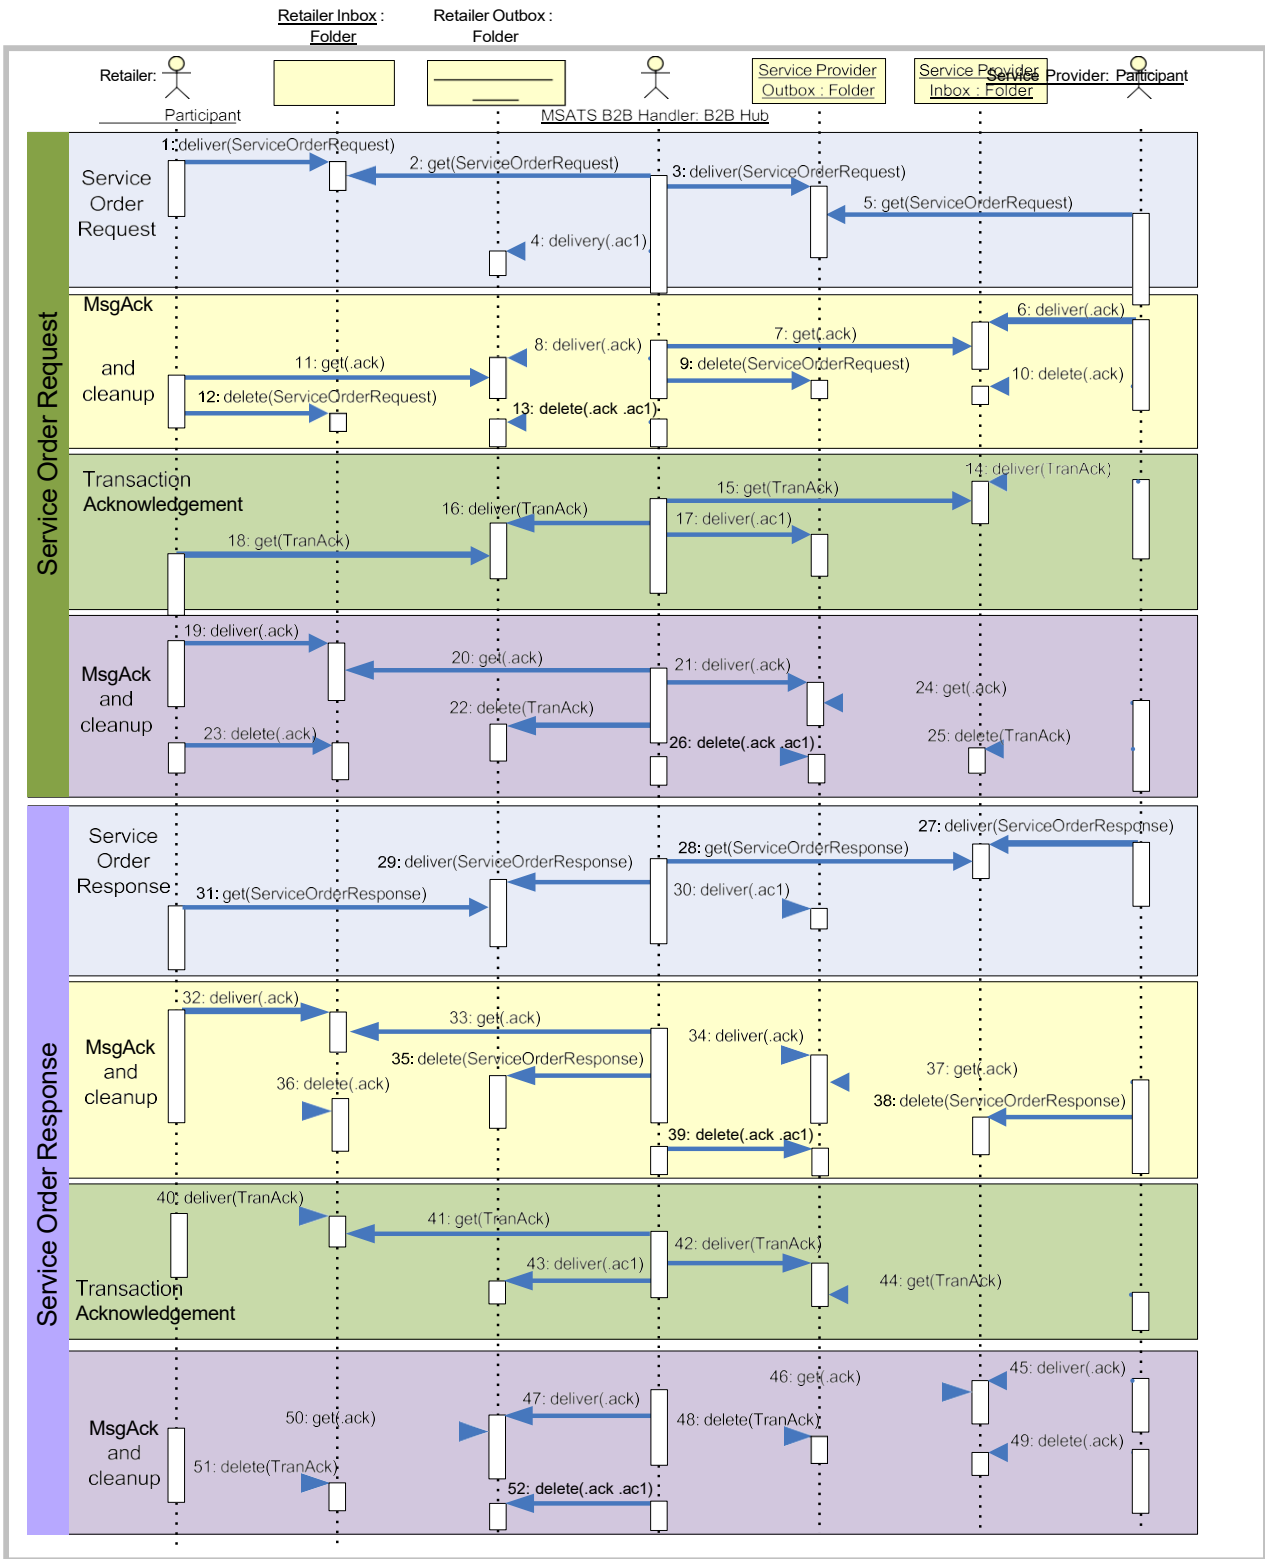 Retailer Inbox :
Folder
Retailer Outbox :
Folder
Retailer:
Participant
MSATS B2B Handler: B2B Hub
Service Provider
Outbox : Folder
Service Provider
Inbox : Folder
Service Provider: Participant
Service Order Request
Service
Order
Request
1: deliver(ServiceOrderRequest)
2: get(ServiceOrderRequest)
3: deliver(ServiceOrderRequest)
4: delivery(.ac1)
5: get(ServiceOrderRequest)
MsgAck
and
cleanup
6: deliver(.ack)
7: get(.ack)
8: deliver(.ack)
9: delete(ServiceOrderRequest)
10: delete(.ack)
11: get(.ack)
12: delete(ServiceOrderRequest)
13: delete(.ack .ac1)
Transaction
Acknowledgement
14: deliver(TranAck)
15: get(TranAck)
16: deliver(TranAck)
17: deliver(.ac1)
18: get(TranAck)
MsgAck
and
cleanup
19: deliver(.ack)
20: get(.ack)
21: deliver(.ack)
22: delete(TranAck)
23: delete(.ack)
24: get(.ack)
25: delete(TranAck)
26: delete(.ack .ac1)
Service Order Response
Service
Order
Response
27: deliver(ServiceOrderResponse)
28: get(ServiceOrderResponse)
29: deliver(ServiceOrderResponse)
30: deliver(.ac1)
31: get(ServiceOrderResponse)
MsgAck
and
cleanup
32: deliver(.ack)
33: get(.ack)
34: deliver(.ack)
35: delete(ServiceOrderResponse)
36: delete(.ack)
37: get(.ack)
38: delete(ServiceOrderResponse)
39: delete(.ack .ac1)
Transaction
Acknowledgement
40: deliver(TranAck)
41: get(TranAck)
42: deliver(TranAck)
43: deliver(.ac1)
44: get(TranAck)
MsgAck
and
cleanup
45: deliver(.ack)
46: get(.ack)
47: deliver(.ack)
48: delete(TranAck)
49: delete(.ack)
50: get(.ack)
51: delete(TranAck)
52: delete(.ack .ac1)